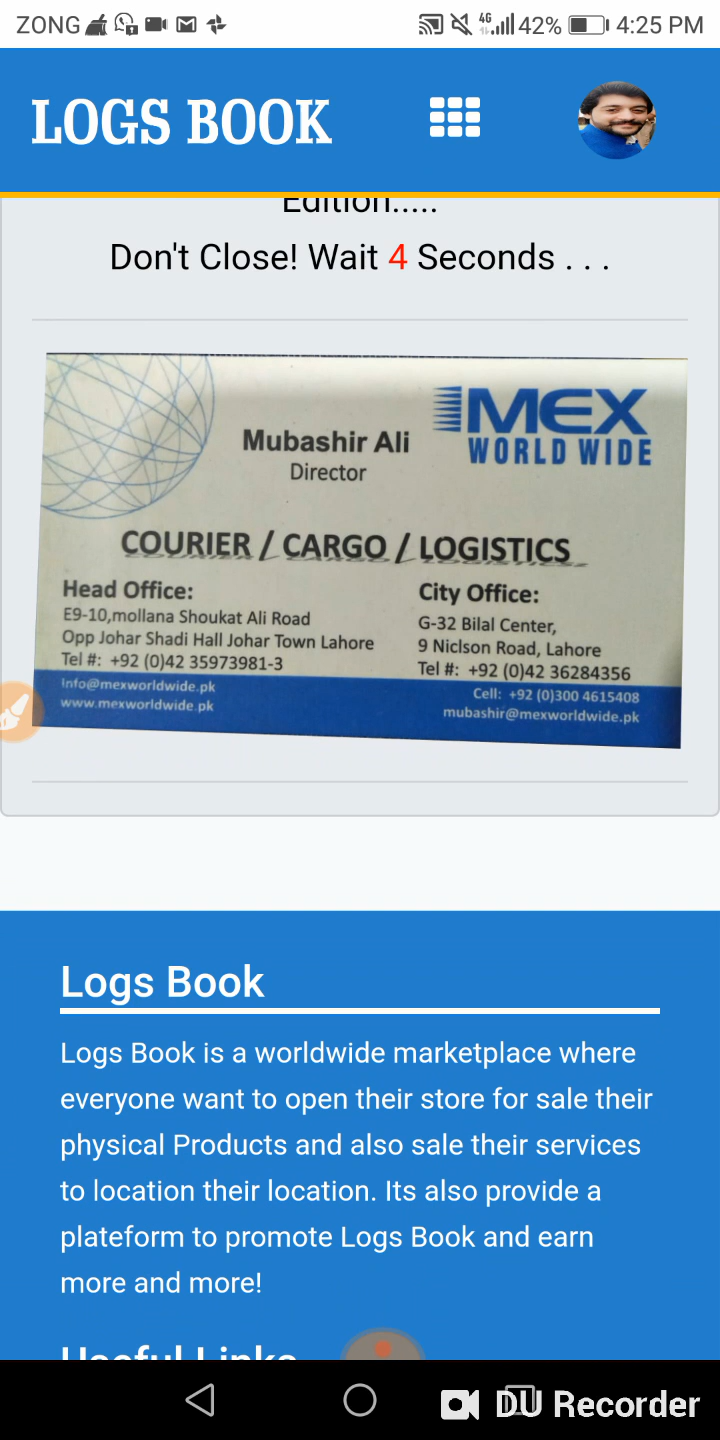 ZONG
4G 42% 4:25 PM
LOGS BOOK
Edition.....
Don't Close! Wait 4 Seconds . . .
MEX
WORLD WIDE
Mubashir Ali
Director
COURIER / CARGO / LOGISTICS
Head Office:
E9-10,mollana Shoukat Ali Road
Opp Johar Shadi Hall Johar Town Lahore
Tel #: +92 (0)42 35973981-3
Info@mexworldwide.pk
www.mexworldwide.pk
City Office:
G-32 Bilal Center,
9 Niclson Road, Lahore
Tel #: +92 (0)42 36284356
Cell: +92 (0)300 4615408
mubashir@mexworldwide.pk
Logs Book
Logs Book is a worldwide marketplace where
everyone want to open their store for sale their
physical Products and also sale their services
to location their location. Its also provide a
plateform to promote Logs Book and earn
more and more!
Useful Links
DU Recorder